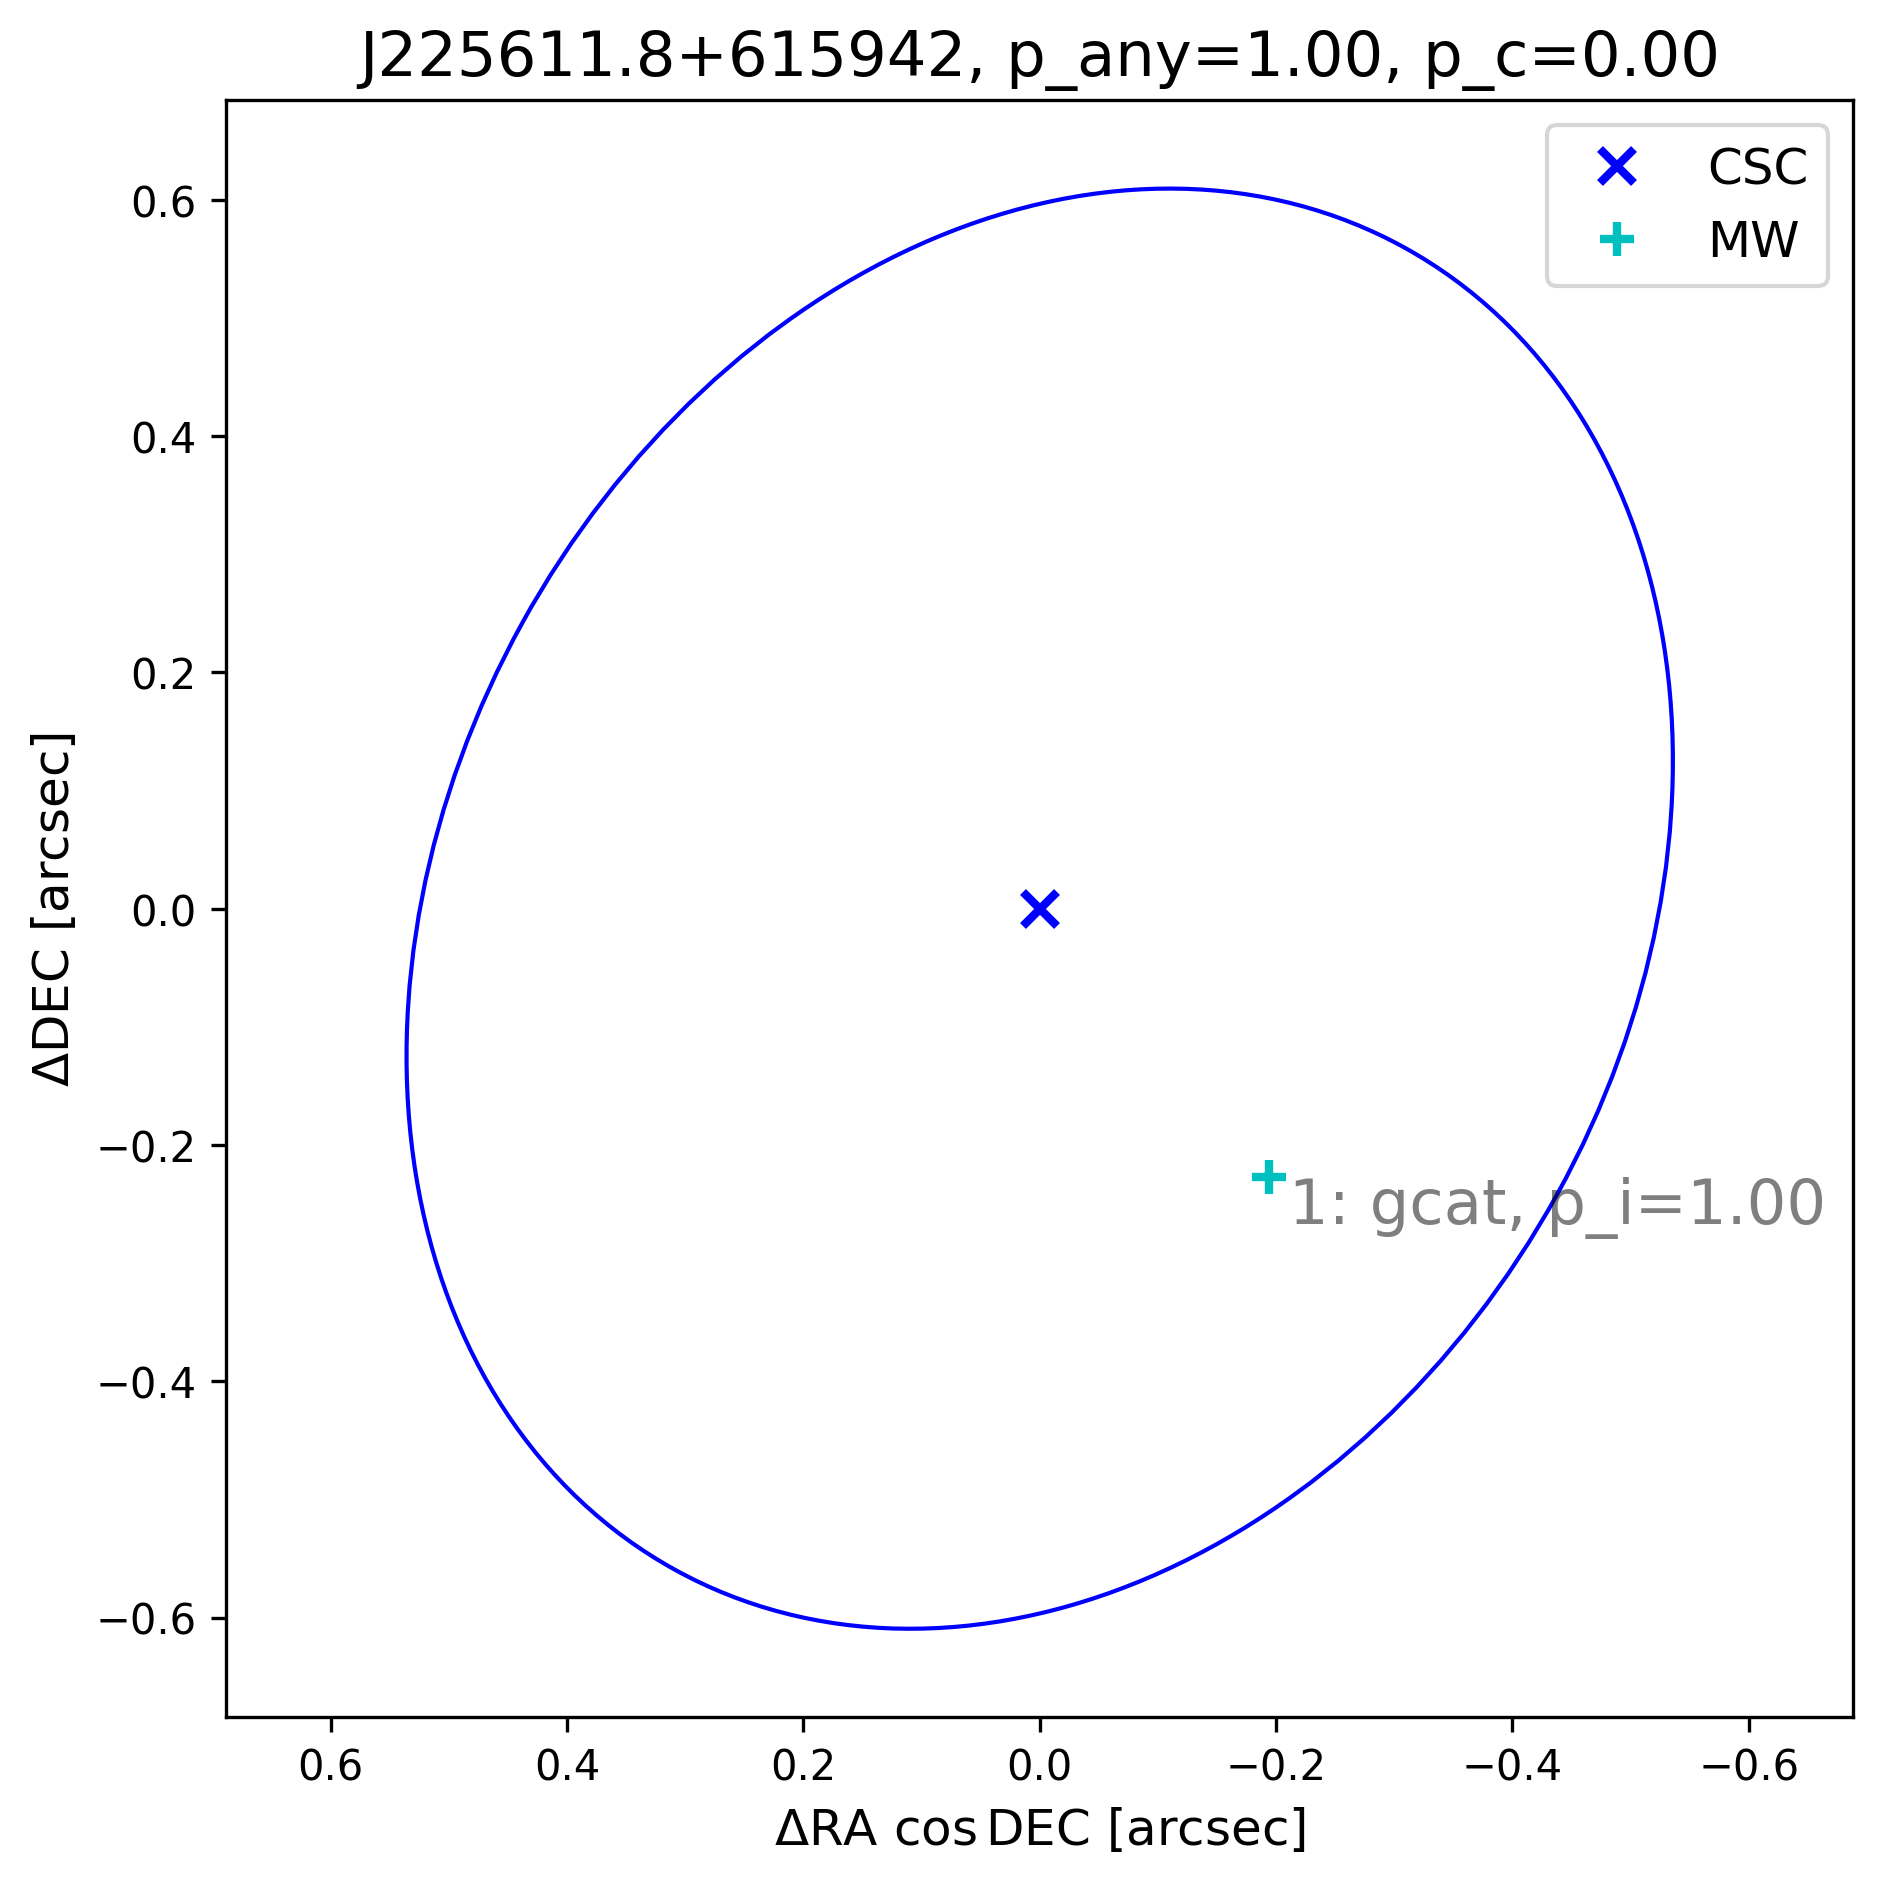 J225611.8+615942, p_any=1.00, p_c=0.00
CSC
MW
0.6
0.4
0.2
0.0
−0.2
−0.4
−0.6
ΔDEC [arcsec]
1: gcat, p_i=1.00
0.6 0.4 0.2 0.0 −0.2 −0.4 −0.6
ΔRA cos DEC [arcsec]